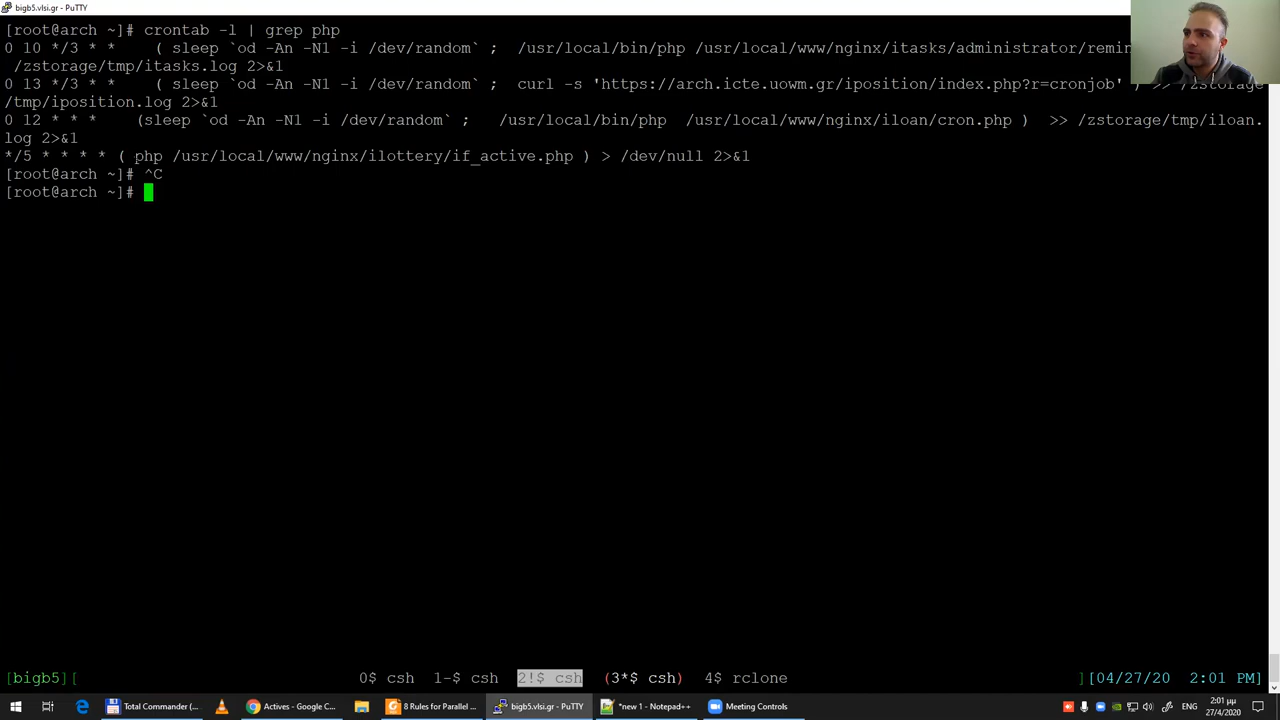 bigb5.vlsi.gr - PuTTY
[root@arch ~]# crontab -l | grep php
0 10 */3 * *     ( sleep `od -An -N1 -i /dev/random` ;  /usr/local/bin/php /usr/local/www/nginx/itasks/administrator/remin
/zstorage/tmp/itasks.log 2>&1
0 13 */3 * *     ( sleep `od -An -N1 -i /dev/random` ;  curl -s 'https://arch.icte.uowm.gr/iposition/index.php?r=cronjob' ) >> /zstorage
/tmp/iposition.log 2>&1
0 12 * * *    (sleep `od -An -N1 -i /dev/random` ;   /usr/local/bin/php  /usr/local/www/nginx/iloan/cron.php )  >> /zstorage/tmp/iloan.
log 2>&1
*/5 * * * * ( php /usr/local/www/nginx/ilottery/if_active.php ) > /dev/null 2>&1
[root@arch ~]# ^C
[root@arch ~]#
[bigb5][ 0$ csh  1-$ csh  2!$ csh  (3*$ csh)  4$ rclone ][04/27/20  2:01 PM]
Total Commander (... Actives - Google C... 8 Rules for Parallel ... bigb5.vlsi.gr - PuTTY *new 1 - Notepad++ Meeting Controls 2:01 μμ
27/4/2020